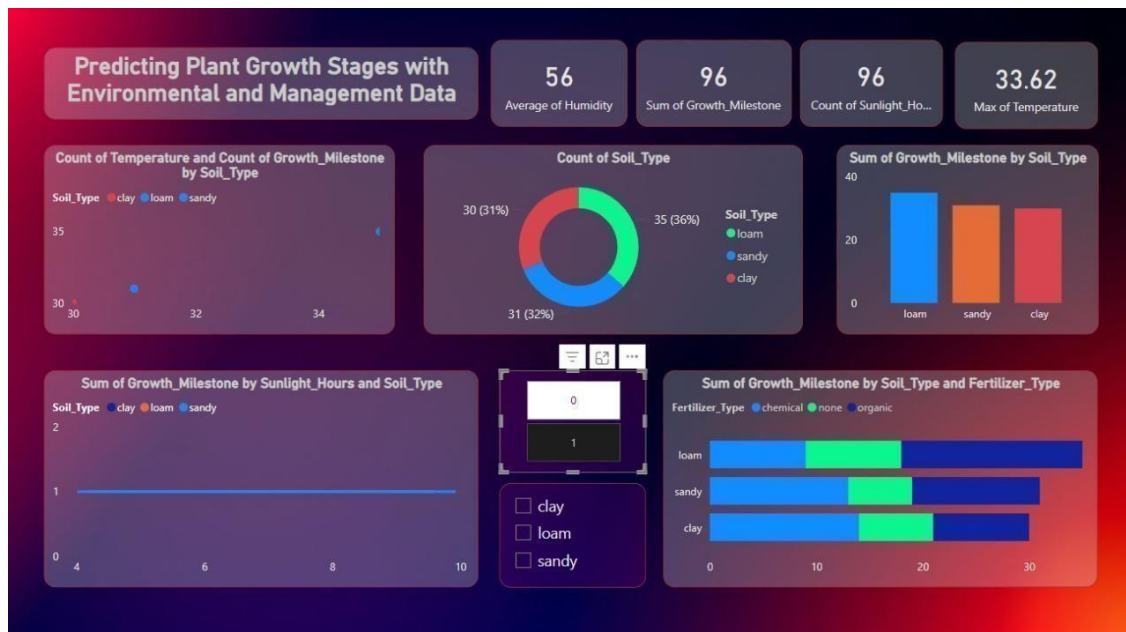 Predicting Plant Growth Stages with
Environmental and Management Data
56
Average of Humidity
96
Sum of Growth_Milestone
96
Count of Sunlight_Ho...
33.62
Max of Temperature
Count of Temperature and Count of Growth_Milestone
by Soil_Type
Soil_Type clay loam sandy
35
30
30 32 34
Count of Soil_Type
30 (31%)
35 (36%)
31 (32%)
Soil_Type
loam
sandy
clay
Sum of Growth_Milestone by Soil_Type
40
20
0
loam sandy clay
Sum of Growth_Milestone by Sunlight_Hours and Soil_Type
Soil_Type clay loam sandy
2
1
0
4 6 8 10
0
1
clay
loam
sandy
Sum of Growth_Milestone by Soil_Type and Fertilizer_Type
Fertilizer_Type chemical none organic
loam
sandy
clay
0 10 20 30